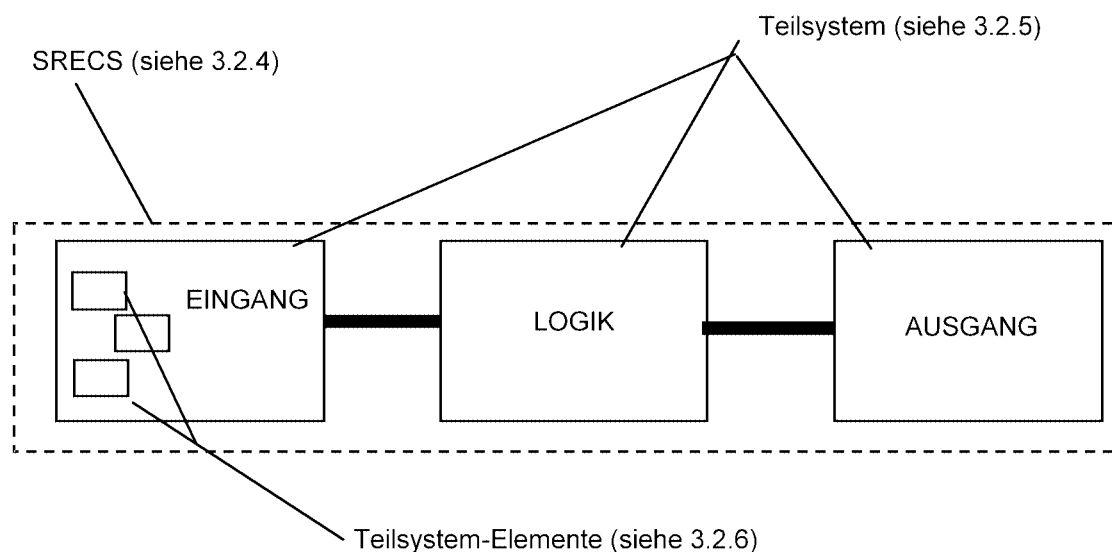 Teilsystem (siehe 3.2.5)
SRECS (siehe 3.2.4)
EINGANG
LOGIK
AUSGANG
Teilsystem-Elemente (siehe 3.2.6)